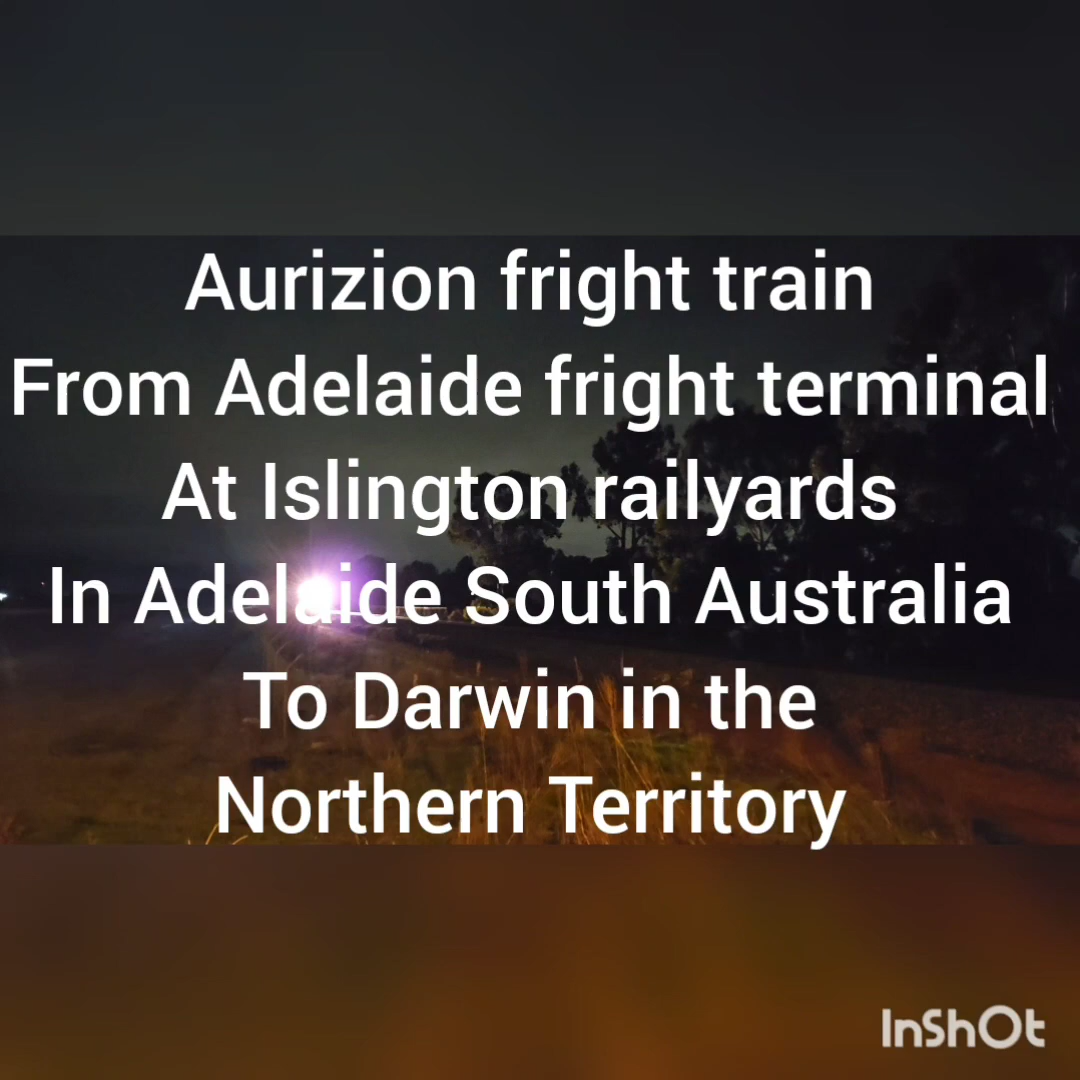 Aurizion fright train
From Adelaide fright terminal
At Islington railyards
In Adelaide South Australia
To Darwin in the
Northern Territory
InShOt